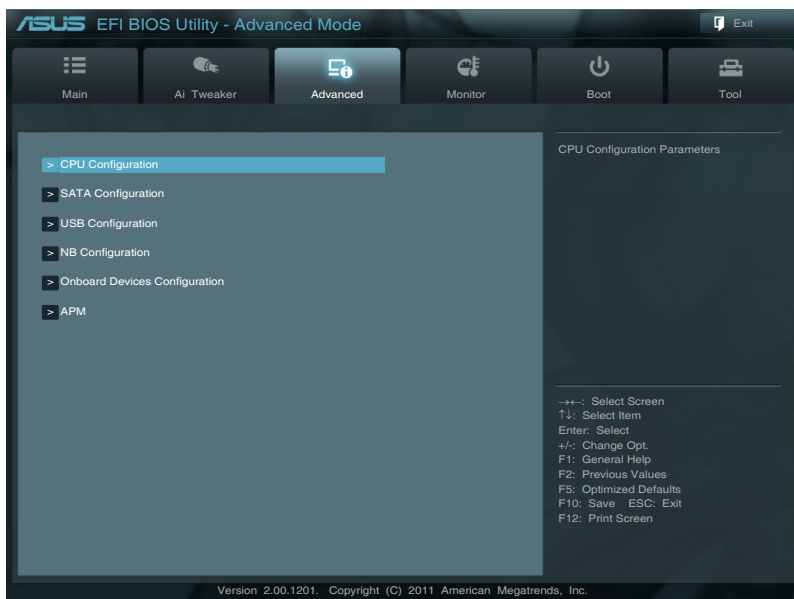 ASUS EFI BIOS Utility - Advanced Mode
Exit
Main
Ai Tweaker
Advanced
Monitor
Boot
Tool
> CPU Configuration
> SATA Configuration
> USB Configuration
> NB Configuration
> Onboard Devices Configuration
> APM
CPU Configuration Parameters
→←: Select Screen
↑↓: Select Item
Enter: Select
+/-: Change Opt.
F1: General Help
F2: Previous Values
F5: Optimized Defaults
F10: Save ESC: Exit
F12: Print Screen
Version 2.00.1201. Copyright (C) 2011 American Megatrends, Inc.